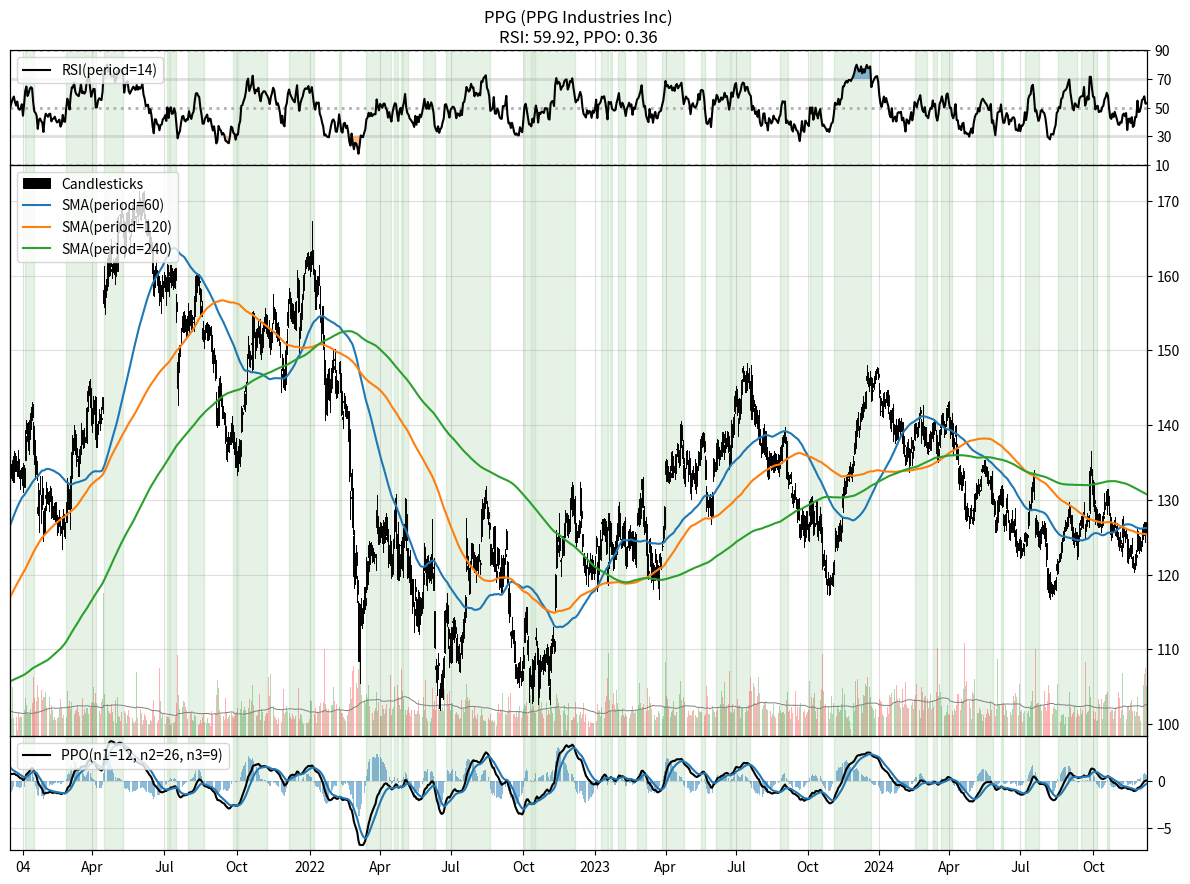 PPG (PPG Industries Inc)
RSI: 59.92, PPO: 0.36
RSI(period=14)
90
70
50
30
10
Candlesticks
SMA(period=60)
SMA(period=120)
SMA(period=240)
170
160
150
140
130
120
110
100
PPO(n1=12, n2=26, n3=9)
0
−5
04 Apr Jul Oct 2022 Apr Jul Oct 2023 Apr Jul Oct 2024 Apr Jul Oct